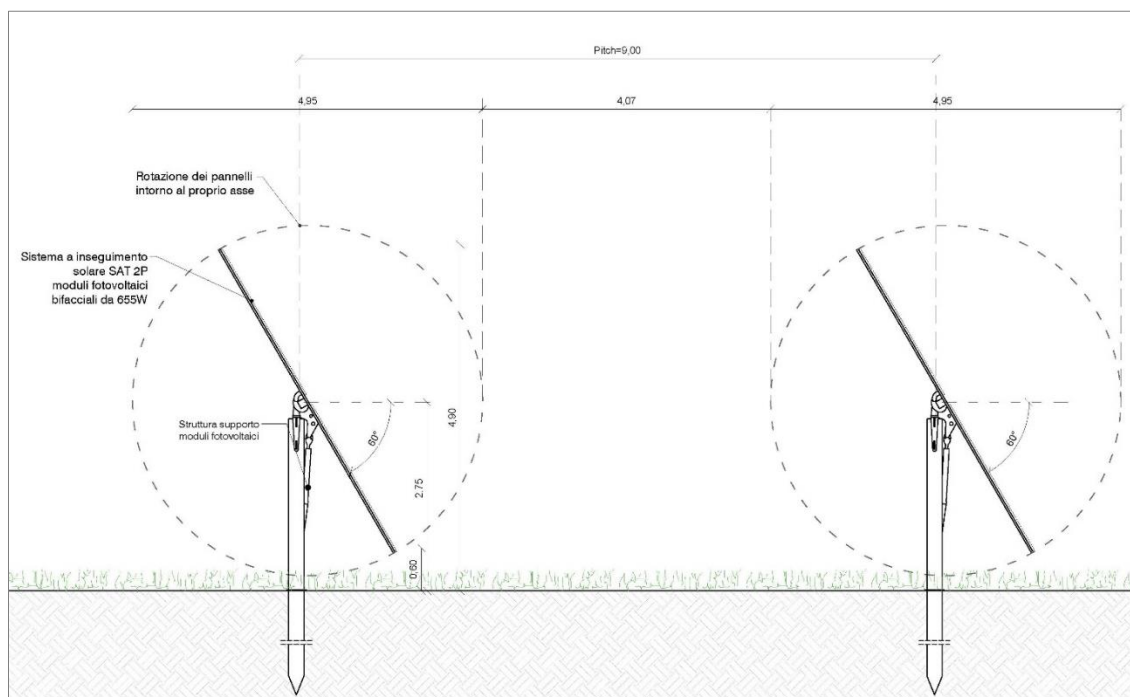 Pitch=9,00
4,95
4,07
4,95
Rotazione dei pannelli
intorno al proprio asse
Sistema a inseguimento
solare SAT 2P
moduli fotovoltaici
bifacciali da 655W
Struttura supporto
moduli fotovoltaici
60°
4,90
2,75
0,60
60°